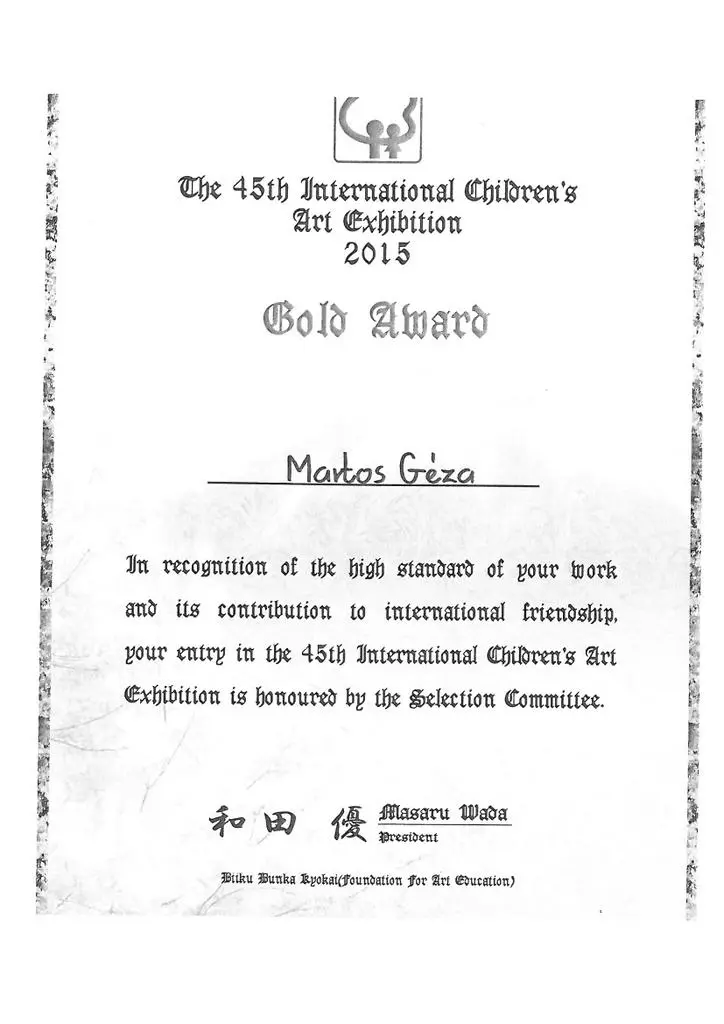 The 45th International Children's
Art Exhibition
2015
Gold Award
Martos Géza
In recognition of the high standard of your work
and its contribution to international friendship,
your entry in the 45th International Children's Art
Exhibition is honoured by the Selection Committee.
和田 優 Masaru Wada
President
Biiku Bunka Kyokai(Foundation For Art Education)